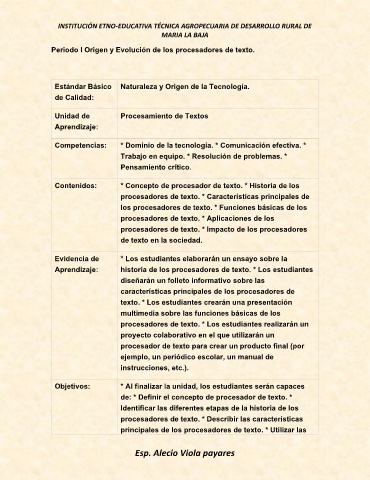 INSTITUCIÓN ETNO-EDUCATIVA TÉCNICA AGROPECUARIA DE DESARROLLO RURAL DE
MARIA LA BAJA
Periodo I Origen y Evolución de los procesadores de texto.
Estándar Básico
de Calidad:
Naturaleza y Origen de la Tecnología.
Unidad de
Aprendizaje:
Procesamiento de Textos
Competencias:
* Dominio de la tecnología. * Comunicación efectiva. *
Trabajo en equipo. * Resolución de problemas. *
Pensamiento crítico.
Contenidos:
* Concepto de procesador de texto. * Historia de los
procesadores de texto. * Características principales de
los procesadores de texto. * Funciones básicas de los
procesadores de texto. * Aplicaciones de los
procesadores de texto. * Impacto de los procesadores
de texto en la sociedad.
Evidencia de
Aprendizaje:
* Los estudiantes elaborarán un ensayo sobre la
historia de los procesadores de texto. * Los estudiantes
diseñarán un folleto informativo sobre las
características principales de los procesadores de
texto. * Los estudiantes crearán una presentación
multimedia sobre las funciones básicas de los
procesadores de texto. * Los estudiantes realizarán un
proyecto colaborativo en el que utilizarán un
procesador de texto para crear un producto final (por
ejemplo, un periódico escolar, un manual de
instrucciones, etc.).
Objetivos:
* Al finalizar la unidad, los estudiantes serán capaces
de: * Definir el concepto de procesador de texto. *
Identificar las diferentes etapas de la historia de los
procesadores de texto. * Describir las características
principales de los procesadores de texto. * Utilizar las
Esp. Alecio Viola payares